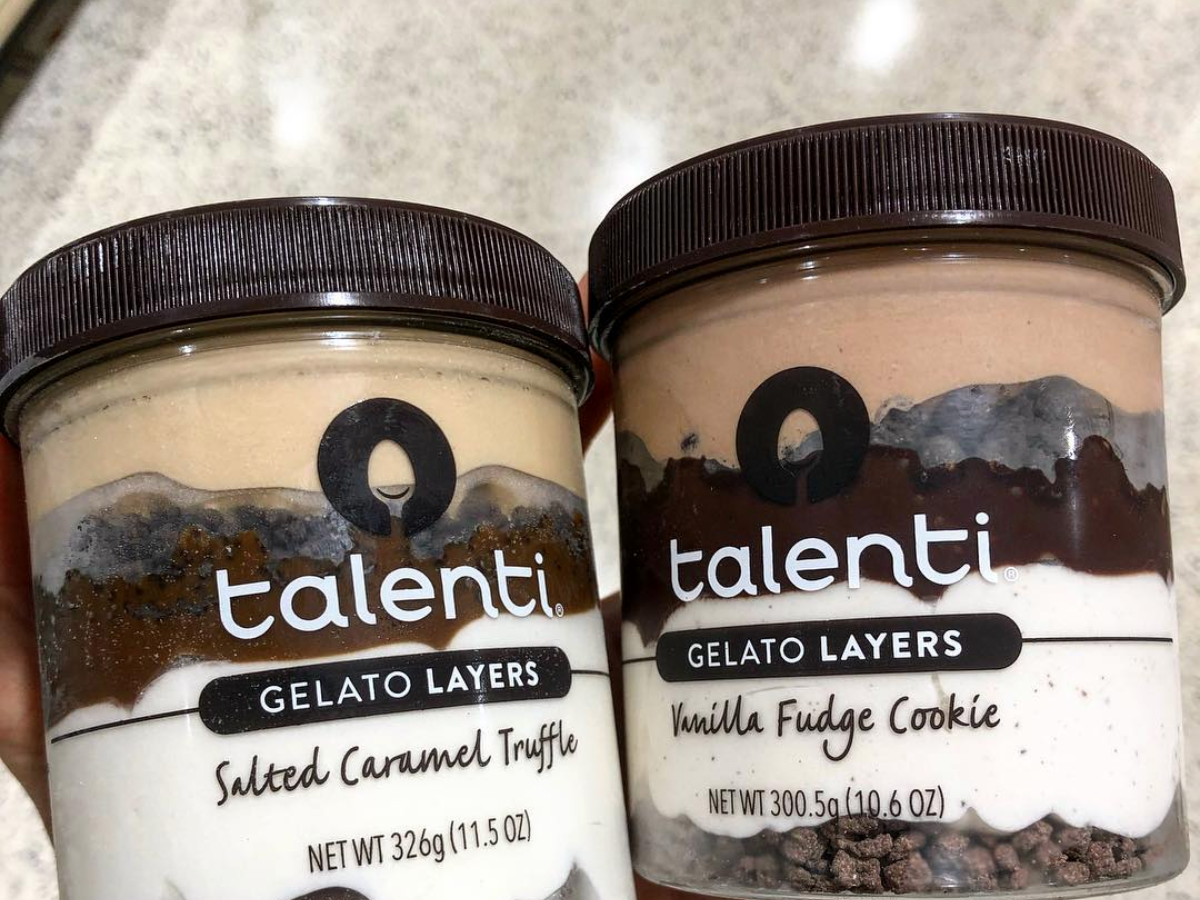 talenti®
GELATO LAYERS
Salted Caramel Truffle
NET WT 326g (11.5 OZ)
talenti®
GELATO LAYERS
Vanilla Fudge Cookie
NET WT 300.5g (10.6 OZ)